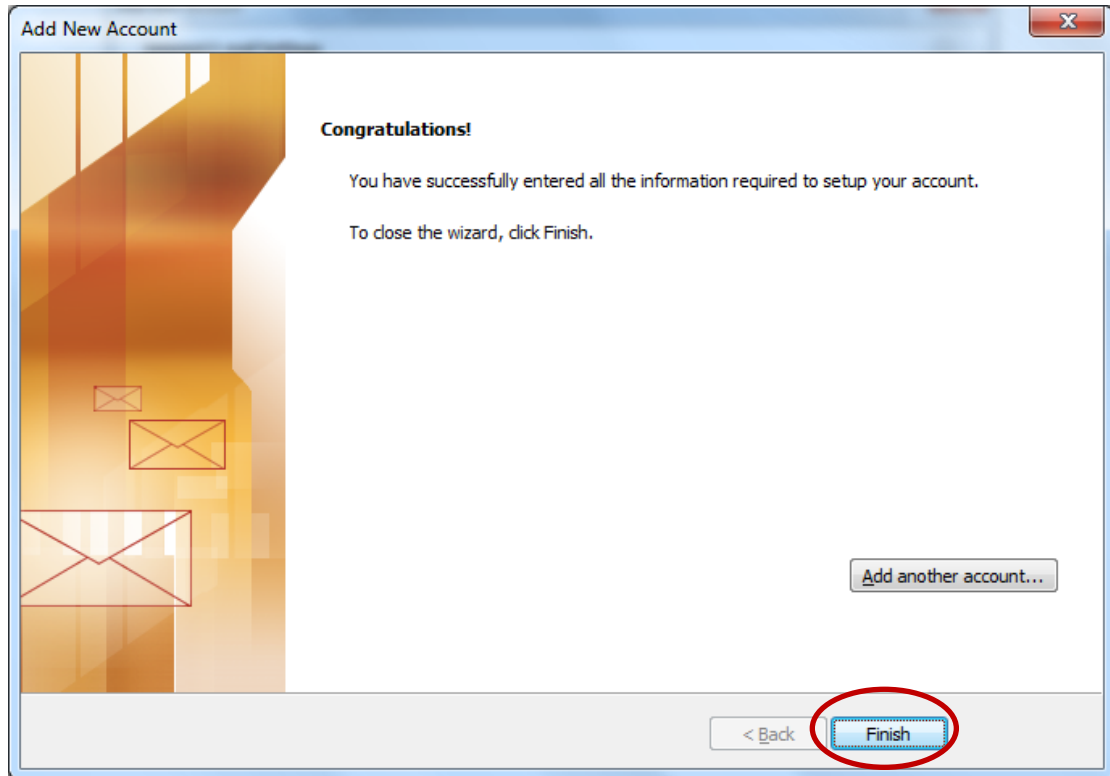 Add New Account
Congratulations!
You have successfully entered all the information required to setup your account.
To close the wizard, click Finish.
Add another account...
< Back
Finish